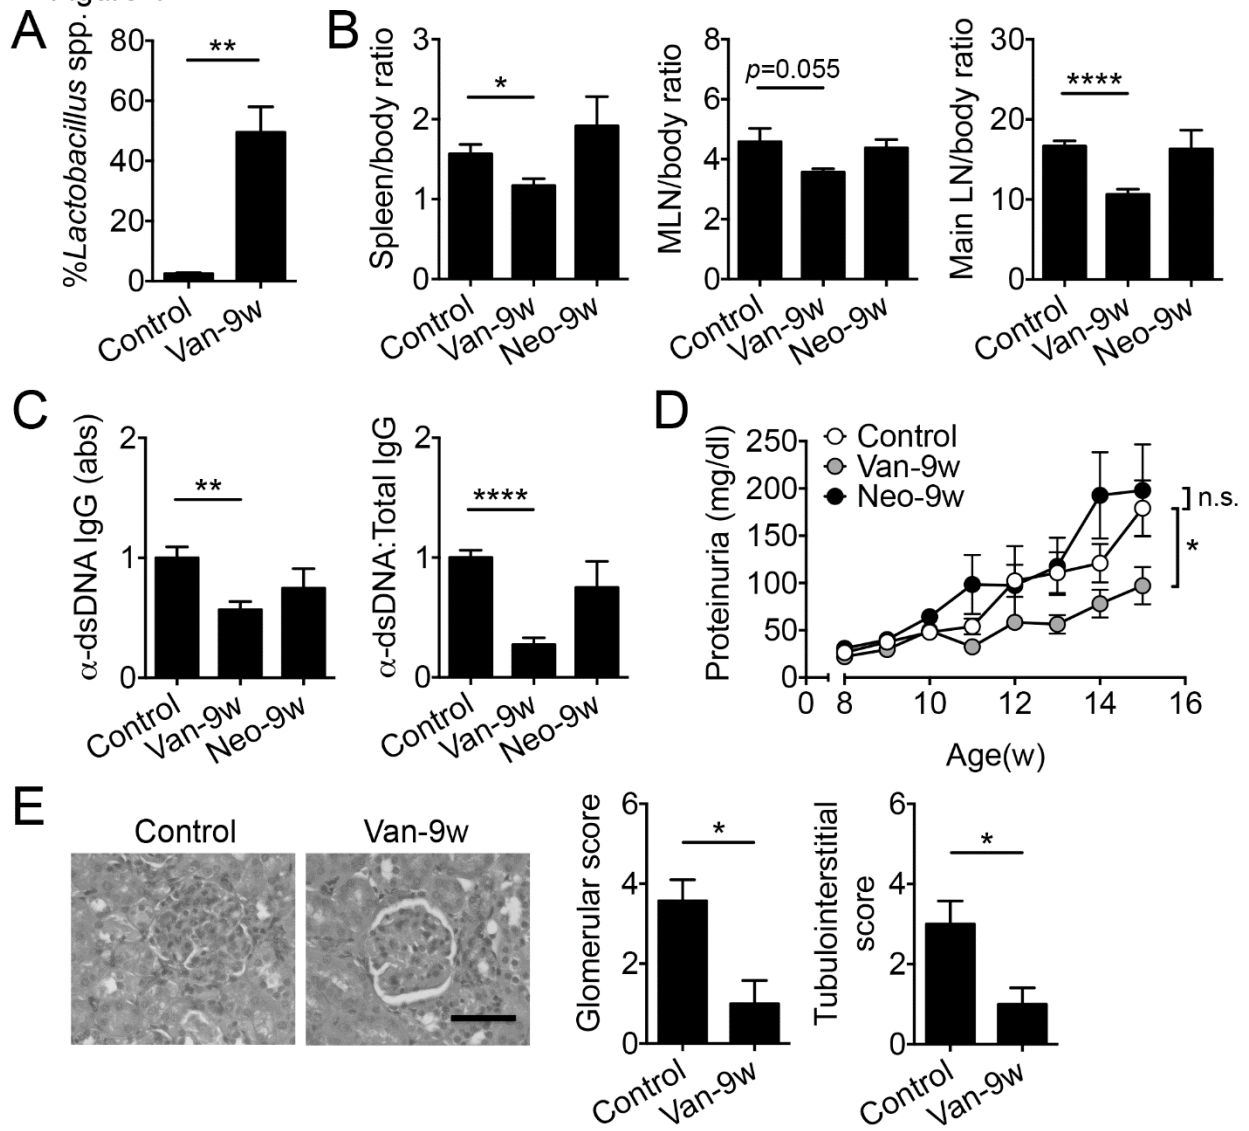 A
%Lactobacillus spp.
80
60
40
20
0
**
Control
Van-9w
B
Spleen/body ratio
3
2
1
0
*
Control
Van-9w
Neo-9w
MLN/body ratio
8
6
4
2
0
p=0.055
Control
Van-9w
Neo-9w
Main LN/body ratio
30
20
10
0
****
Control
Van-9w
Neo-9w
C
α-dsDNA IgG (abs)
2
1
0
**
Control
Van-9w
Neo-9w
α-dsDNA:Total IgG
2
1
0
****
Control
Van-9w
Neo-9w
D
Proteinuria (mg/dl)
250
200
150
100
50
0
Control
Van-9w
Neo-9w
n.s.
*
0 8 10 12 14 16
Age(w)
E
Control
Van-9w
Glomerular score
6
4
2
0
*
Control
Van-9w
Tubulointerstitial
score
6
4
2
0
*
Control
Van-9w